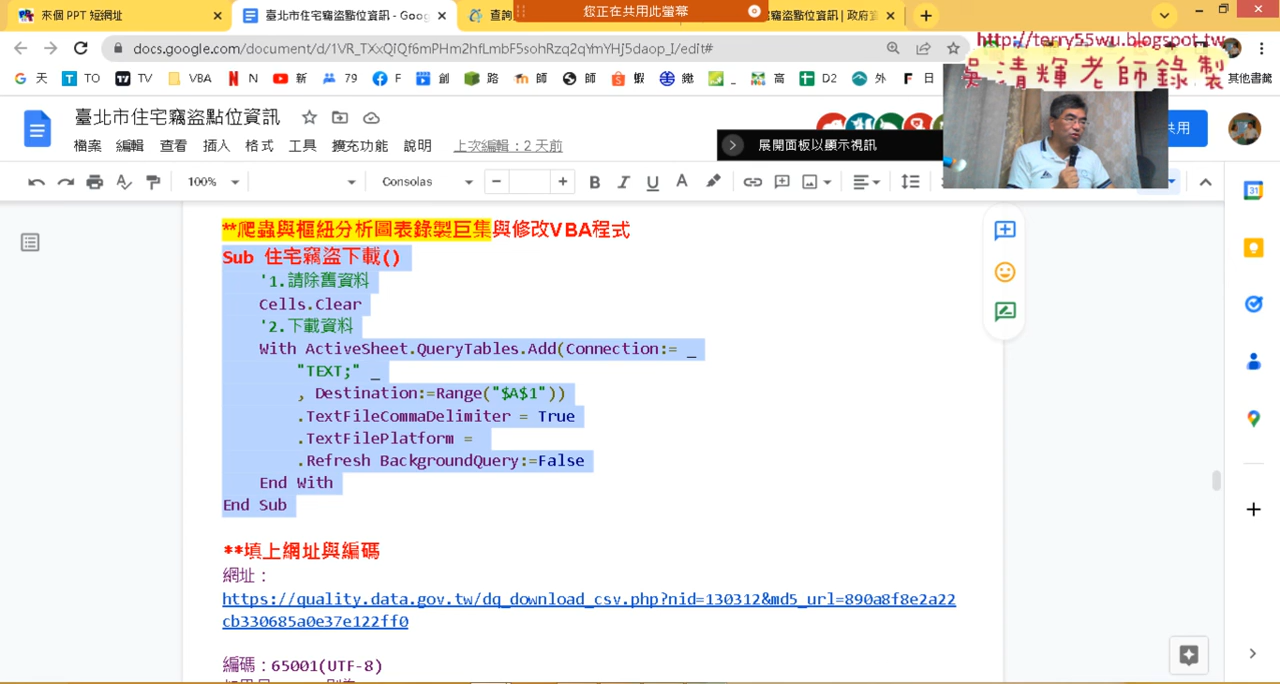 來個 PPT 短網址
臺北市住宅竊盜點位資訊 - Goo
查詢
您正在共用此螢幕
竊盜點位資訊 | 政府資
docs.google.com/document/d/1VR_TXxQiQf6mPHm2hfLmbF5sohRzq2qYmYHj5daop_I/edit#
http://terry55wu.blogspot.tw
吳清輝老師錄製
天
TO
TV
VBA
N
新
79
F
創
路
師
師
蝦
_
高
D2
外
日
其他書籤
臺北市住宅竊盜點位資訊
檔案 編輯 查看 插入 格式 工具 擴充功能 說明 上次編輯：2 天前
展開面板以顯示視訊
共用
100%
Consolas
**爬蟲與樞紐分析圖表錄製巨集與修改VBA程式
Sub 住宅竊盜下載()
'1.請除舊資料
Cells.Clear
'2.下載資料
With ActiveSheet.QueryTables.Add(Connection:= _
"TEXT;" _
, Destination:=Range("$A$1"))
.TextFileCommaDelimiter = True
.TextFilePlatform =
.Refresh BackgroundQuery:=False
End With
End Sub
**填上網址與編碼
網址：
https://quality.data.gov.tw/dq_download_csv.php?nid=130312&md5_url=890a8f8e2a22
cb330685a0e37e122ff0
編碼：65001(UTF-8)